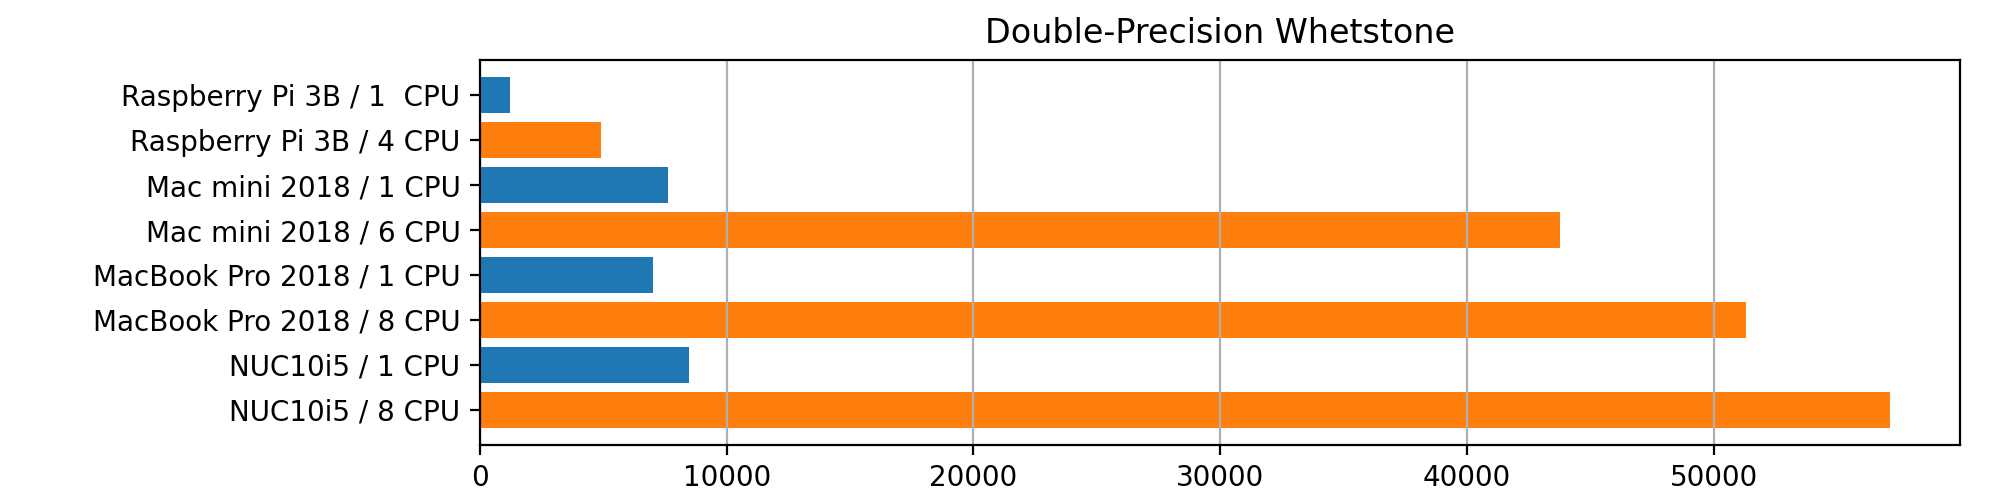 Double-Precision Whetstone
Raspberry Pi 3B / 1  CPU
Raspberry Pi 3B / 4 CPU
Mac mini 2018 / 1 CPU
Mac mini 2018 / 6 CPU
MacBook Pro 2018 / 1 CPU
MacBook Pro 2018 / 8 CPU
NUC10i5 / 1 CPU
NUC10i5 / 8 CPU
0 10000 20000 30000 40000 50000